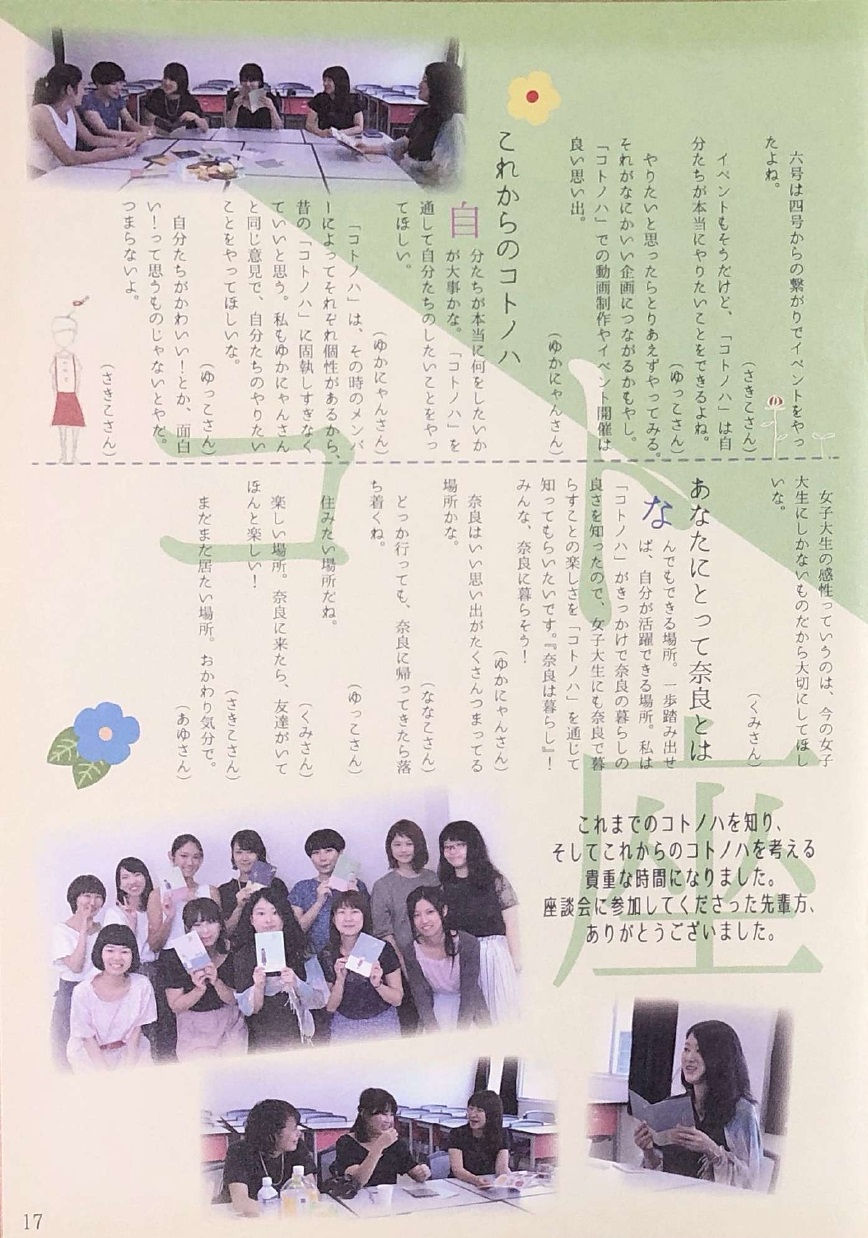 六号は四号からの繋がりでイベントをやっ
たよね。
(さきこさん)
イベントもそうだけど、「コトノハ」は自
分たちが本当にやりたいことをできるよね。
(ゆっこさん)
やりたいと思ったらとりあえずやってみる。
それがなにかいい企画につながるかもやし。
「コトノハ」での動画制作やイベント開催は
良い思い出。
(ゆかにゃんさん)
これからのコトノハ
自分たちが本当に何をしたいか
が大事かな。「コトノハ」を
通して自分たちのしたいことをやっ
てほしい。
(ゆかにゃんさん)
「コトノハ」は、その時のメンバ
ーによってそれぞれ個性があるから、
昔の「コトノハ」に固執しすぎなく
ていいと思う。私もゆかにゃんさん
と同じ意見で、自分たちのやりたい
ことをやってほしいな。
(ゆっこさん)
自分たちがかわいい!とか、面白
い!って思うものじゃないとやだ。
つまらないよ。
(さきこさん)
女子大生の感性っていうのは、今の女子
大生にしかないものだから大切にしてほし
いな。
(くみさん)
あなたにとって奈良とは
なんでもできる場所。一歩踏み出せ
ば、自分が活躍できる場所。私は
「コトノハ」がきっかけで奈良の暮らしの
良さを知ったので、女子大生にも奈良で暮
らすことの楽しさを「コトノハ」を通じて
知ってもらいたいです。『奈良は暮らし』!
みんな、奈良に暮らそう!
(ゆかにゃんさん)
奈良はいい思い出がたくさんつまってる
場所かな。
(ななこさん)
どっか行っても、奈良に帰ってきたら落
ち着くね。
(ゆっこさん)
住みたい場所だね。
(くみさん)
楽しい場所。奈良に来たら、友達がいて
ほんと楽しい!
(さきこさん)
まだまだ居たい場所。おかわり気分で。
(あゆさん)
コト座
これまでのコトノハを知り、
そしてこれからのコトノハを考える
貴重な時間になりました。
座談会に参加してくださった先輩方、
ありがとうございました。
17